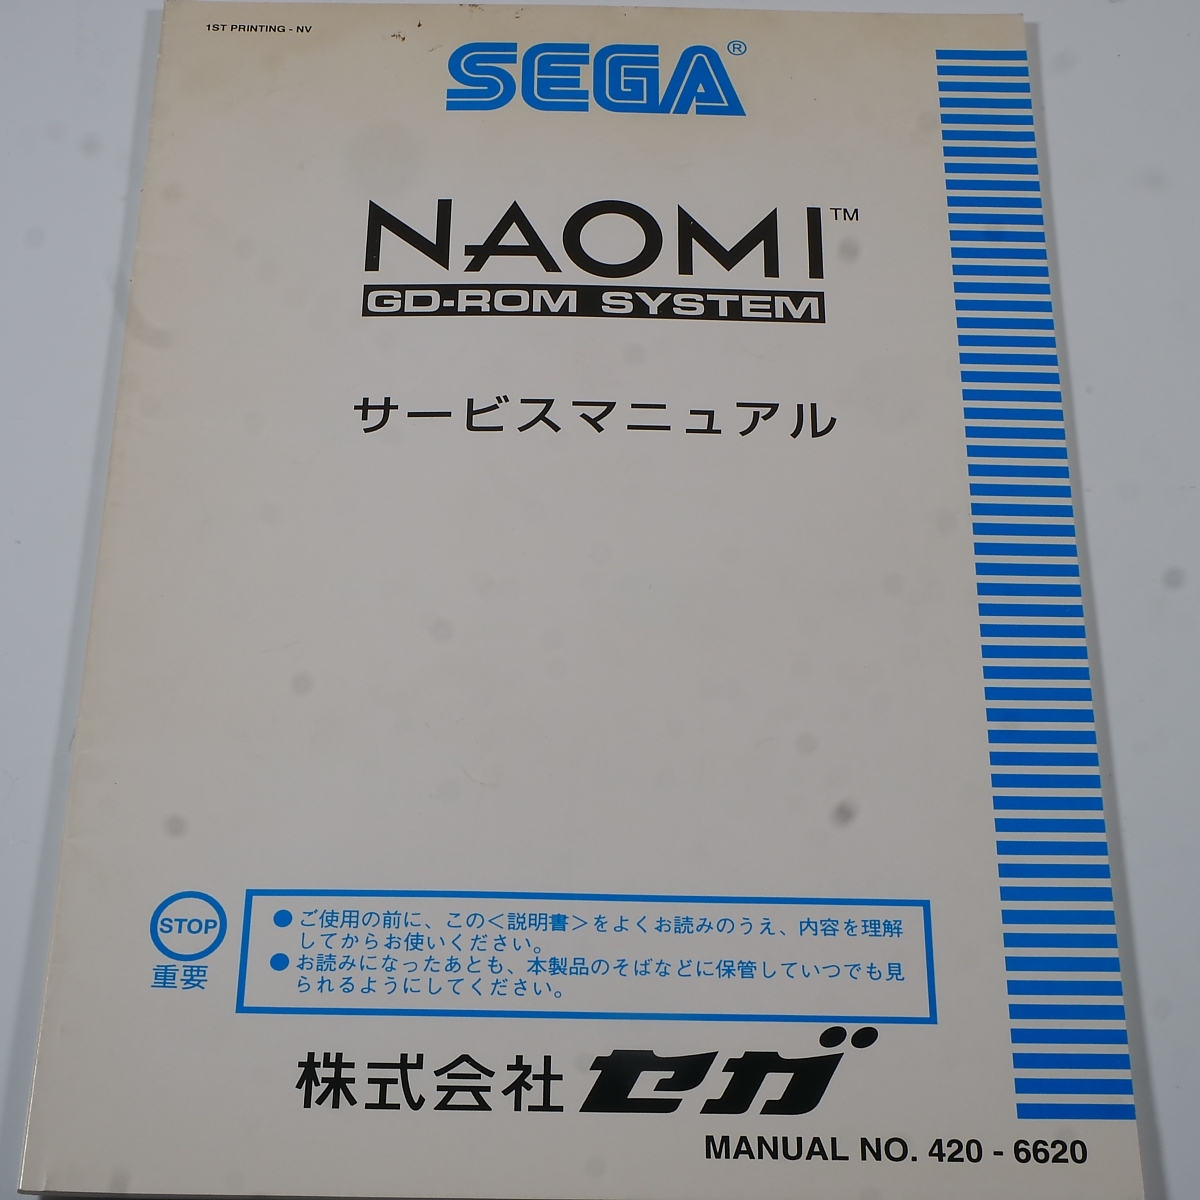 1ST PRINTING - NV
SEGA®
NAOMI™
GD-ROM SYSTEM
サービスマニュアル
STOP
重要
●ご使用の前に、この＜説明書＞をよくお読みのうえ、内容を理解
してからお使いください。
●お読みになったあとも、本製品のそばなどに保管していつでも見
られるようにしてください。
株式会社セガ
MANUAL NO. 420 - 6620